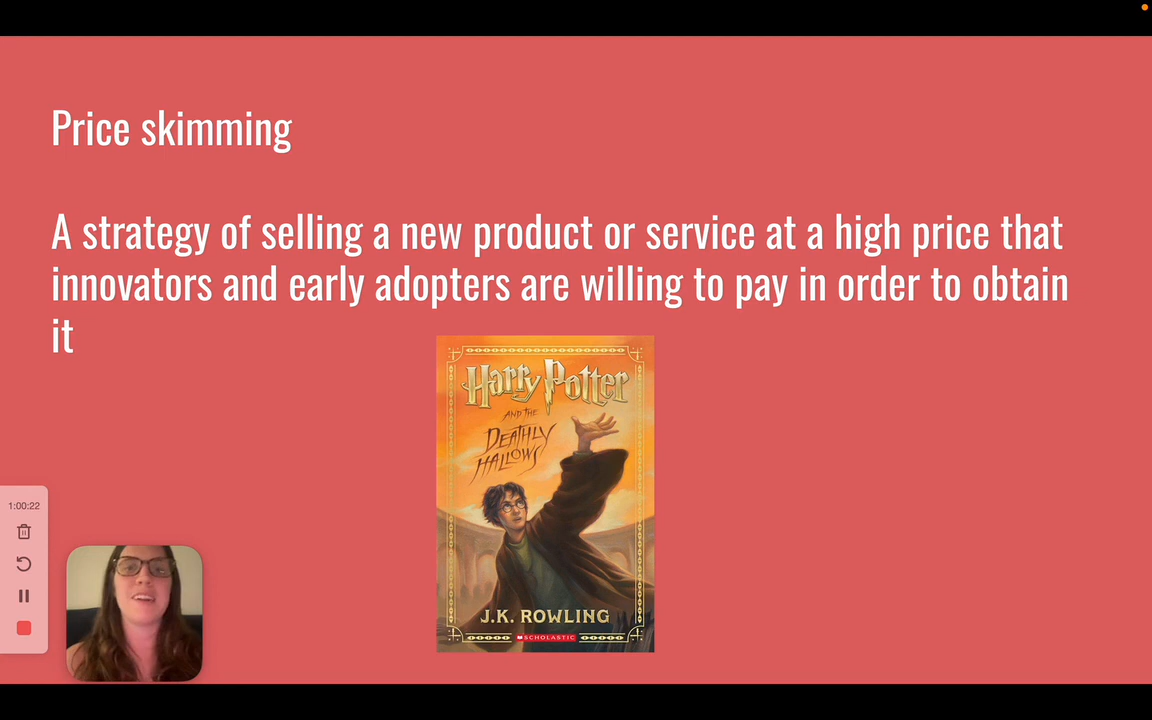 Price skimming
A strategy of selling a new product or service at a high price that
innovators and early adopters are willing to pay in order to obtain
it
Harry Potter
AND THE
DEATHLY
HALLOWS
J.K. ROWLING
SCHOLASTIC
1:00:22